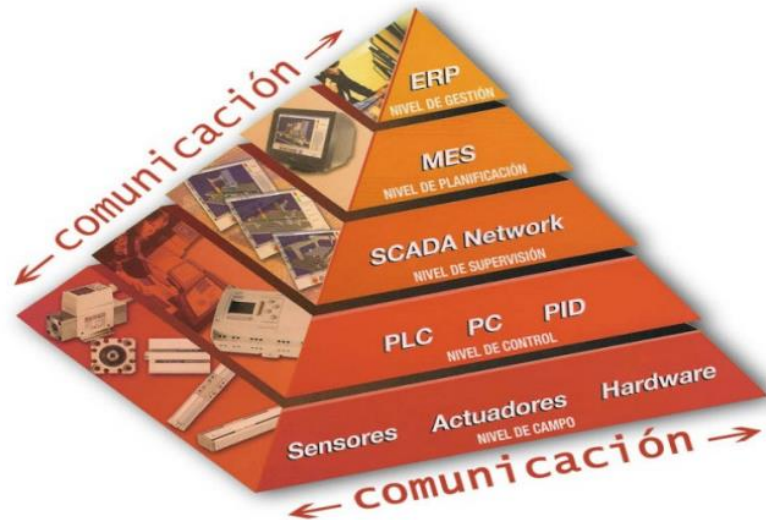 ← comunicación →
ERP
NIVEL DE GESTIÓN
MES
NIVEL DE PLANIFICACIÓN
SCADA Network
NIVEL DE SUPERVISIÓN
PLC PC PID
NIVEL DE CONTROL
Sensores Actuadores Hardware
NIVEL DE CAMPO
← comunicación →